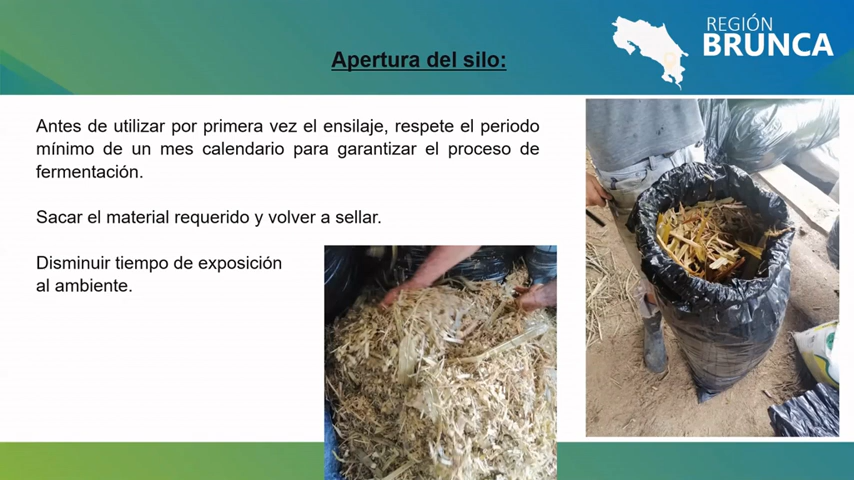 Apertura del silo:
REGIÓN
BRUNCA
Antes de utilizar por primera vez el ensilaje, respete el periodo
mínimo de un mes calendario para garantizar el proceso de
fermentación.
Sacar el material requerido y volver a sellar.
Disminuir tiempo de exposición
al ambiente.